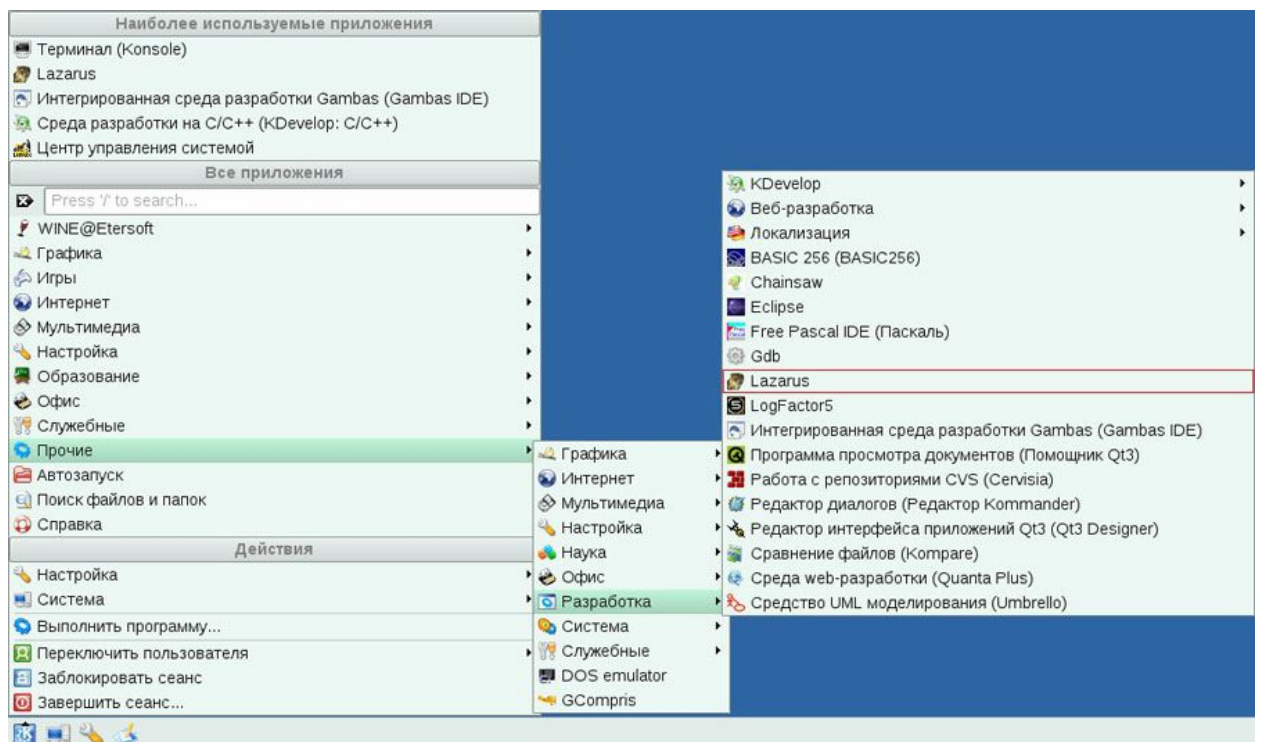 Наиболее используемые приложения
Терминал (Konsole)
Lazarus
Интегрированная среда разработки Gambas (Gambas IDE)
Среда разработки на C/C++ (KDevelop: C/C++)
Центр управления системой
Все приложения
Press '/' to search...
WINE@Etersoft
Графика
Игры
Интернет
Мультимедиа
Настройка
Образование
Офис
Служебные
Прочие
Автозапуск
Поиск файлов и папок
Справка
Действия
Настройка
Система
Выполнить программу...
Переключить пользователя
Заблокировать сеанс
Завершить сеанс...
Графика
Интернет
Мультимедиа
Настройка
Наука
Офис
Разработка
Система
Служебные
DOS emulator
GCompris
KDevelop
Веб-разработка
Локализация
BASIC 256 (BASIC256)
Chainsaw
Eclipse
Free Pascal IDE (Паскаль)
Gdb
Lazarus
LogFactor5
Интегрированная среда разработки Gambas (Gambas IDE)
Программа просмотра документов (Помощник Qt3)
Работа с репозиториями CVS (Cervisia)
Редактор диалогов (Редактор Kommander)
Редактор интерфейса приложений Qt3 (Qt3 Designer)
Сравнение файлов (Kompare)
Среда web-разработки (Quanta Plus)
Средство UML моделирования (Umbrello)